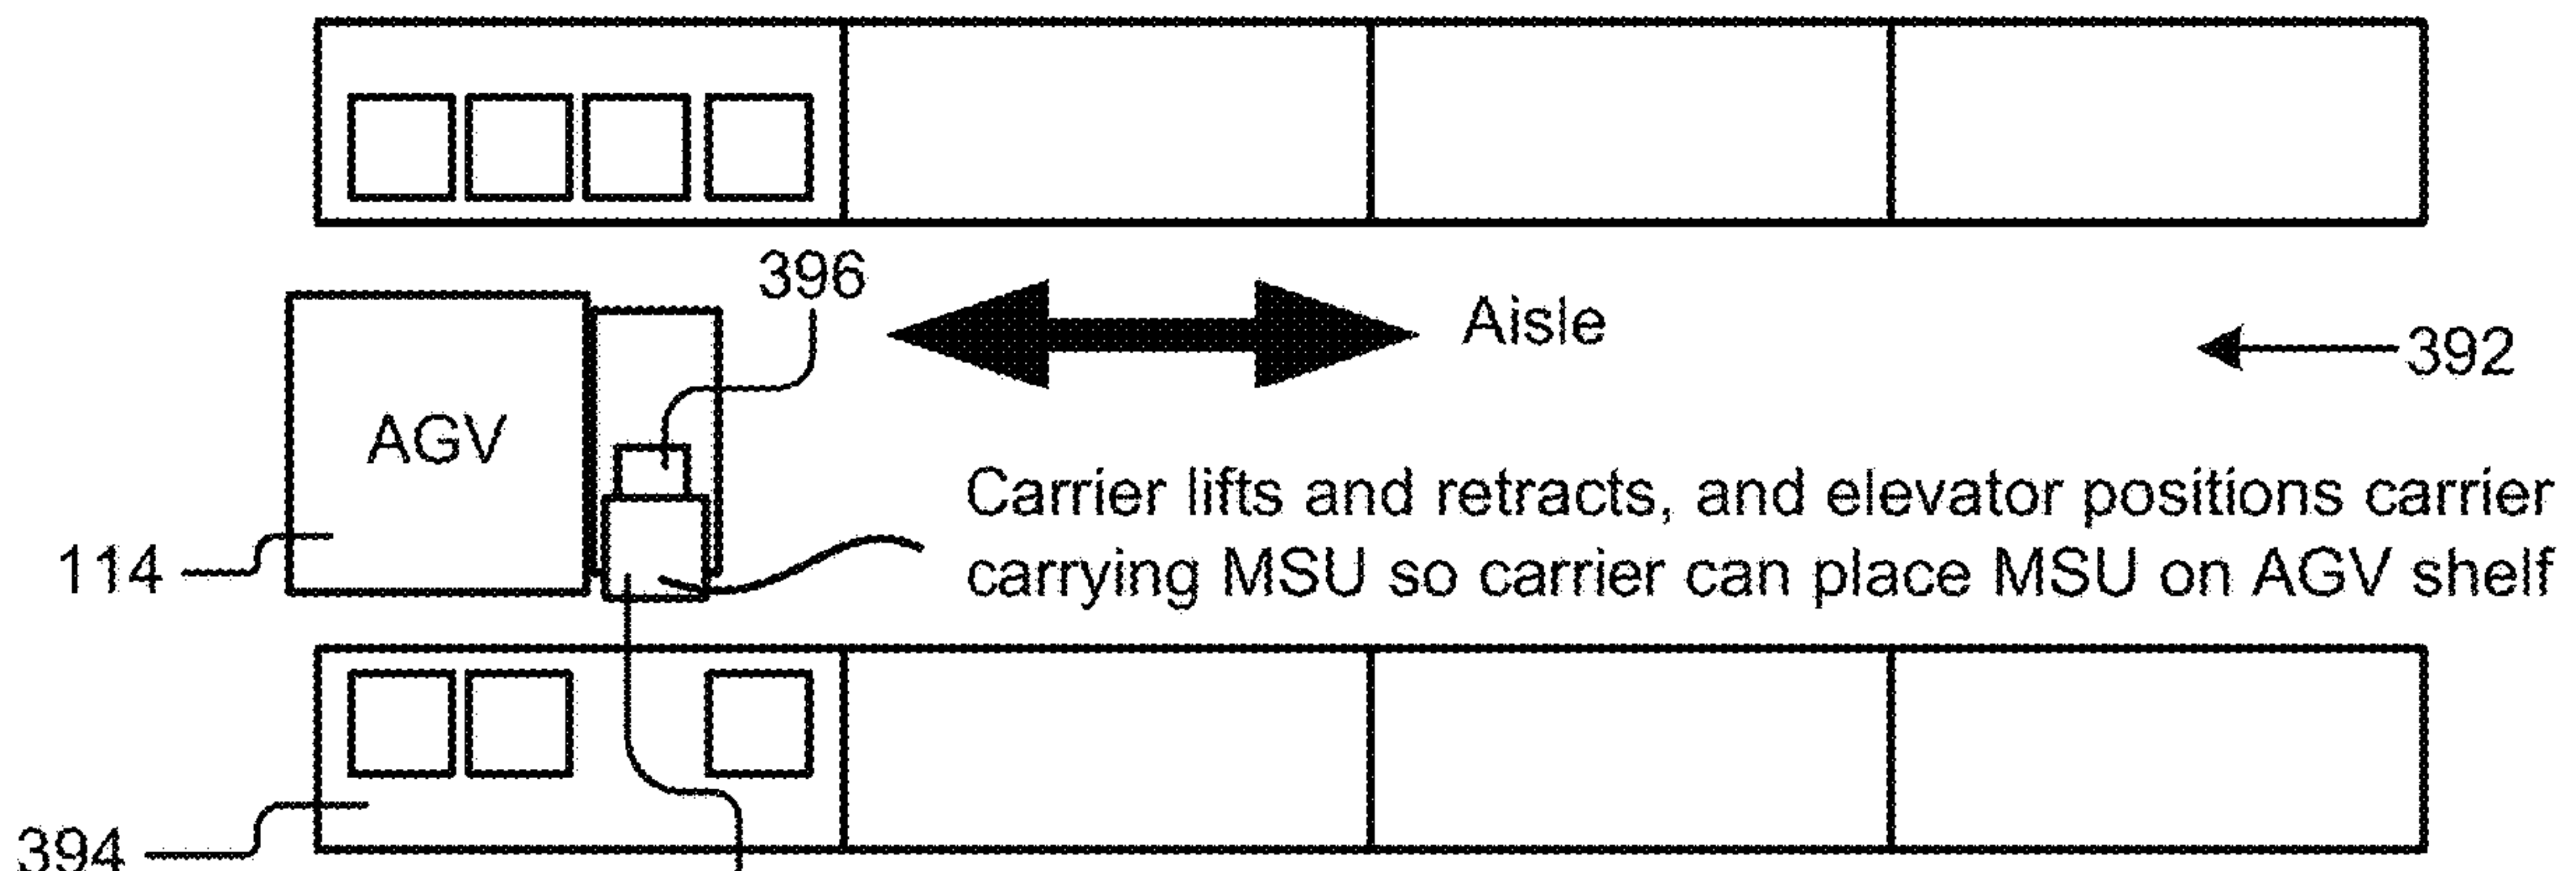 396
Aisle
392
AGV
Carrier lifts and retracts, and elevator positions carrier
carrying MSU so carrier can place MSU on AGV shelf
114
394